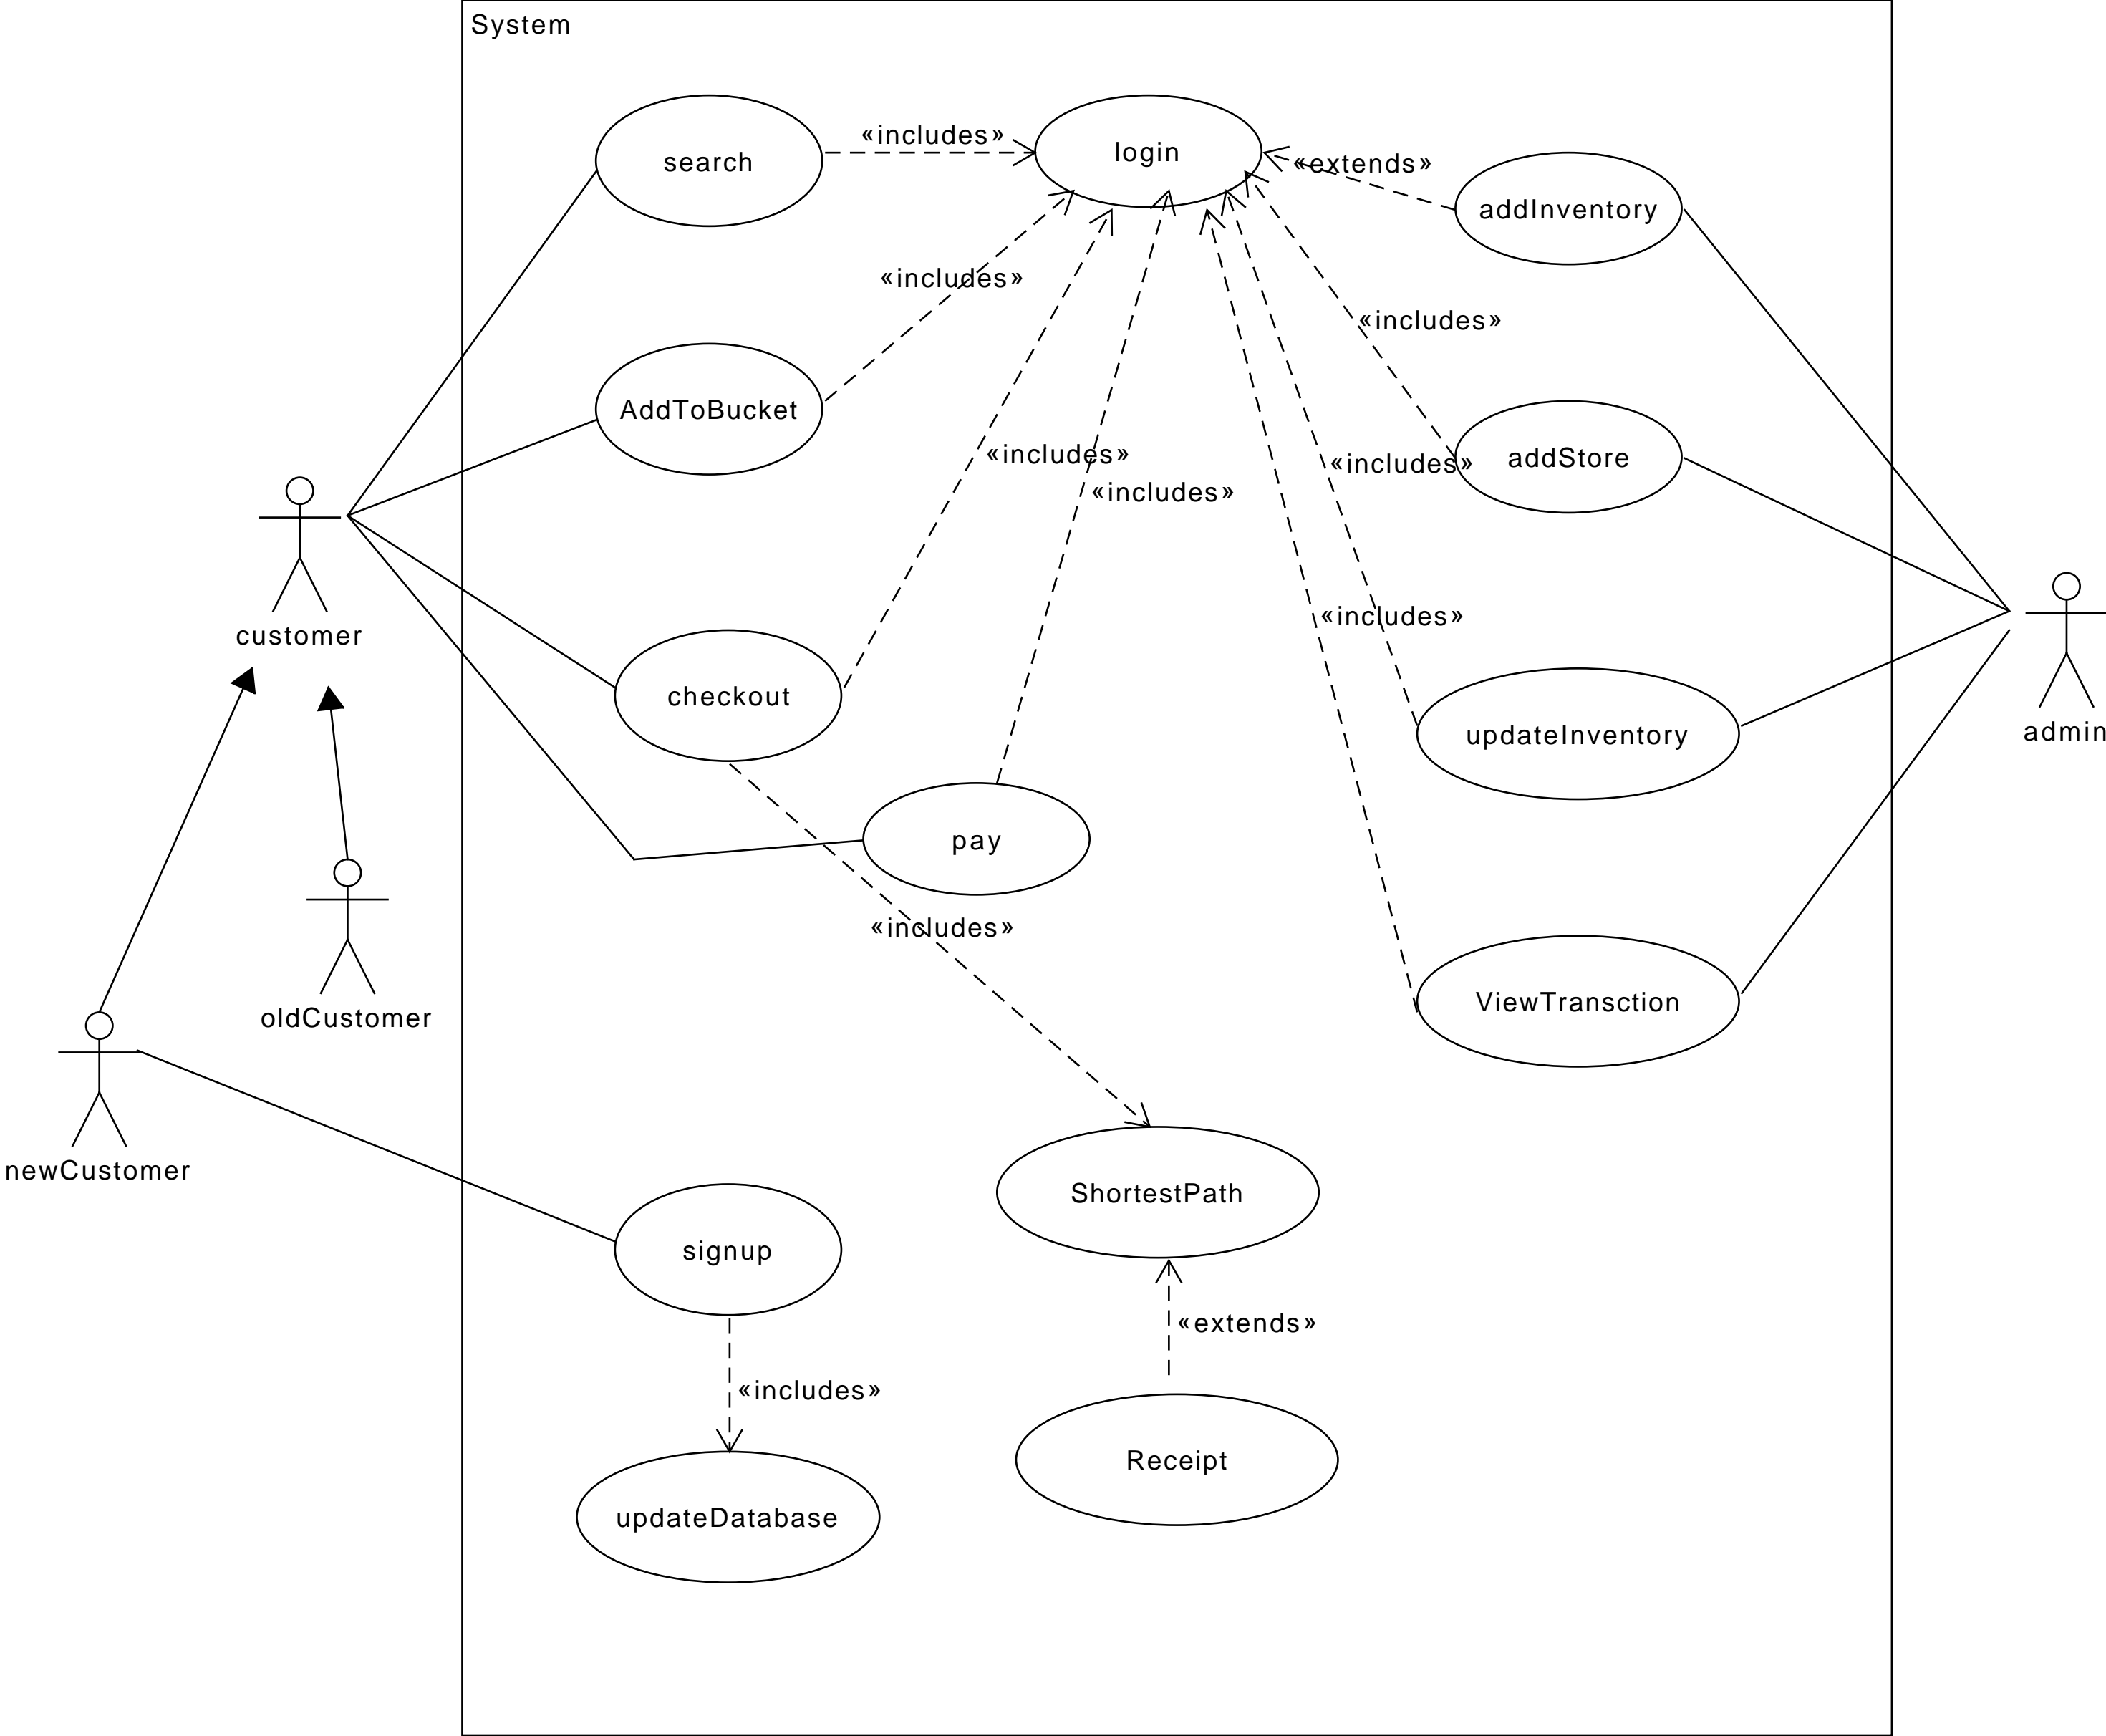 System
search
«includes»
login
«extends»
addInventory
«includes»
«includes»
AddToBucket
«includes»
«includes»
addStore
«includes»
«includes»
customer
checkout
updateInventory
admin
pay
«includes»
oldCustomer
ViewTransction
newCustomer
ShortestPath
signup
«extends»
«includes»
Receipt
updateDatabase